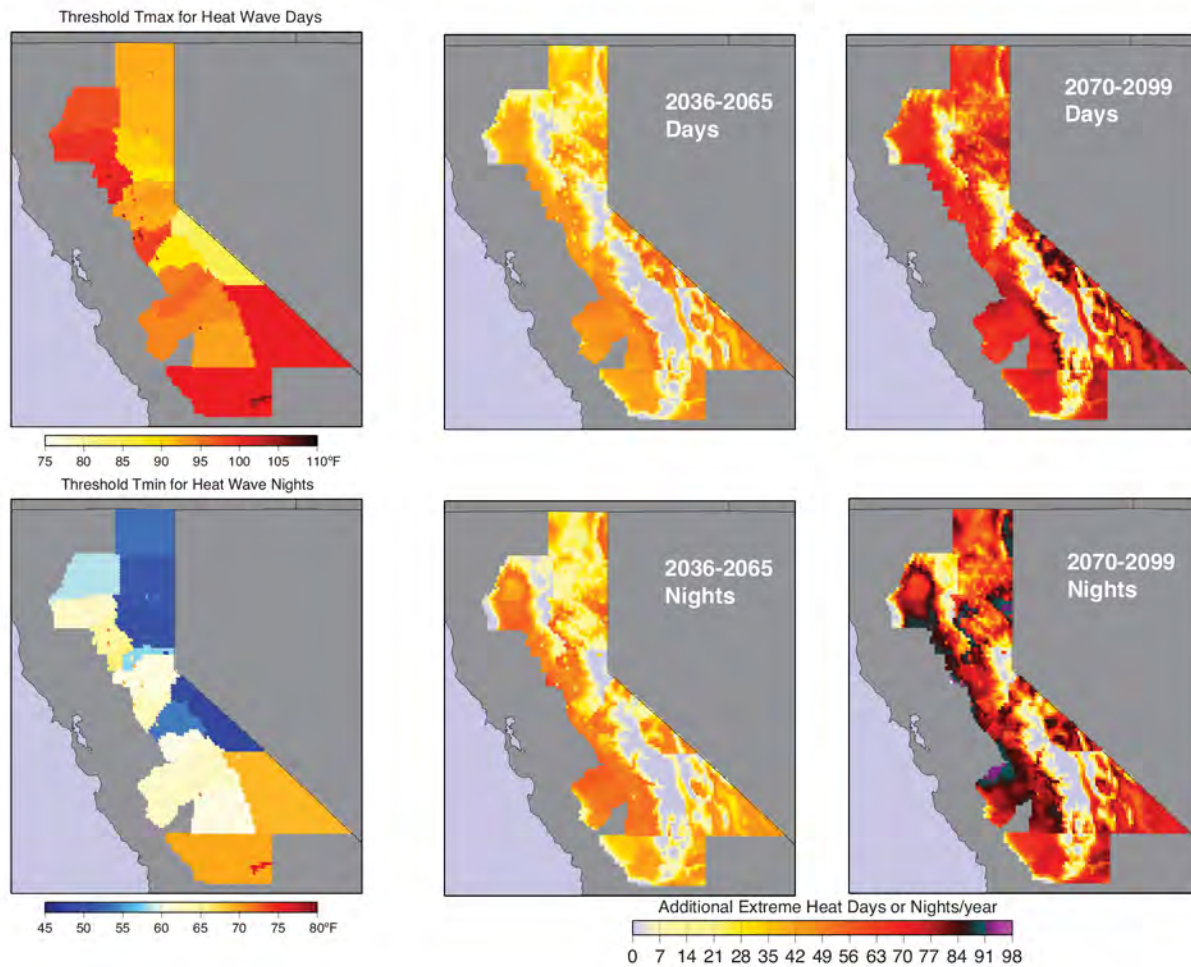 Threshold Tmax for Heat Wave Days
2036-2065
Days
2070-2099
Days
75 80 85 90 95 100 105 110ºF
Threshold Tmin for Heat Wave Nights
2036-2065
Nights
2070-2099
Nights
45 50 55 60 65 70 75 80ºF
Additional Extreme Heat Days or Nights/year
0 7 14 21 28 35 42 49 56 63 70 77 84 91 98